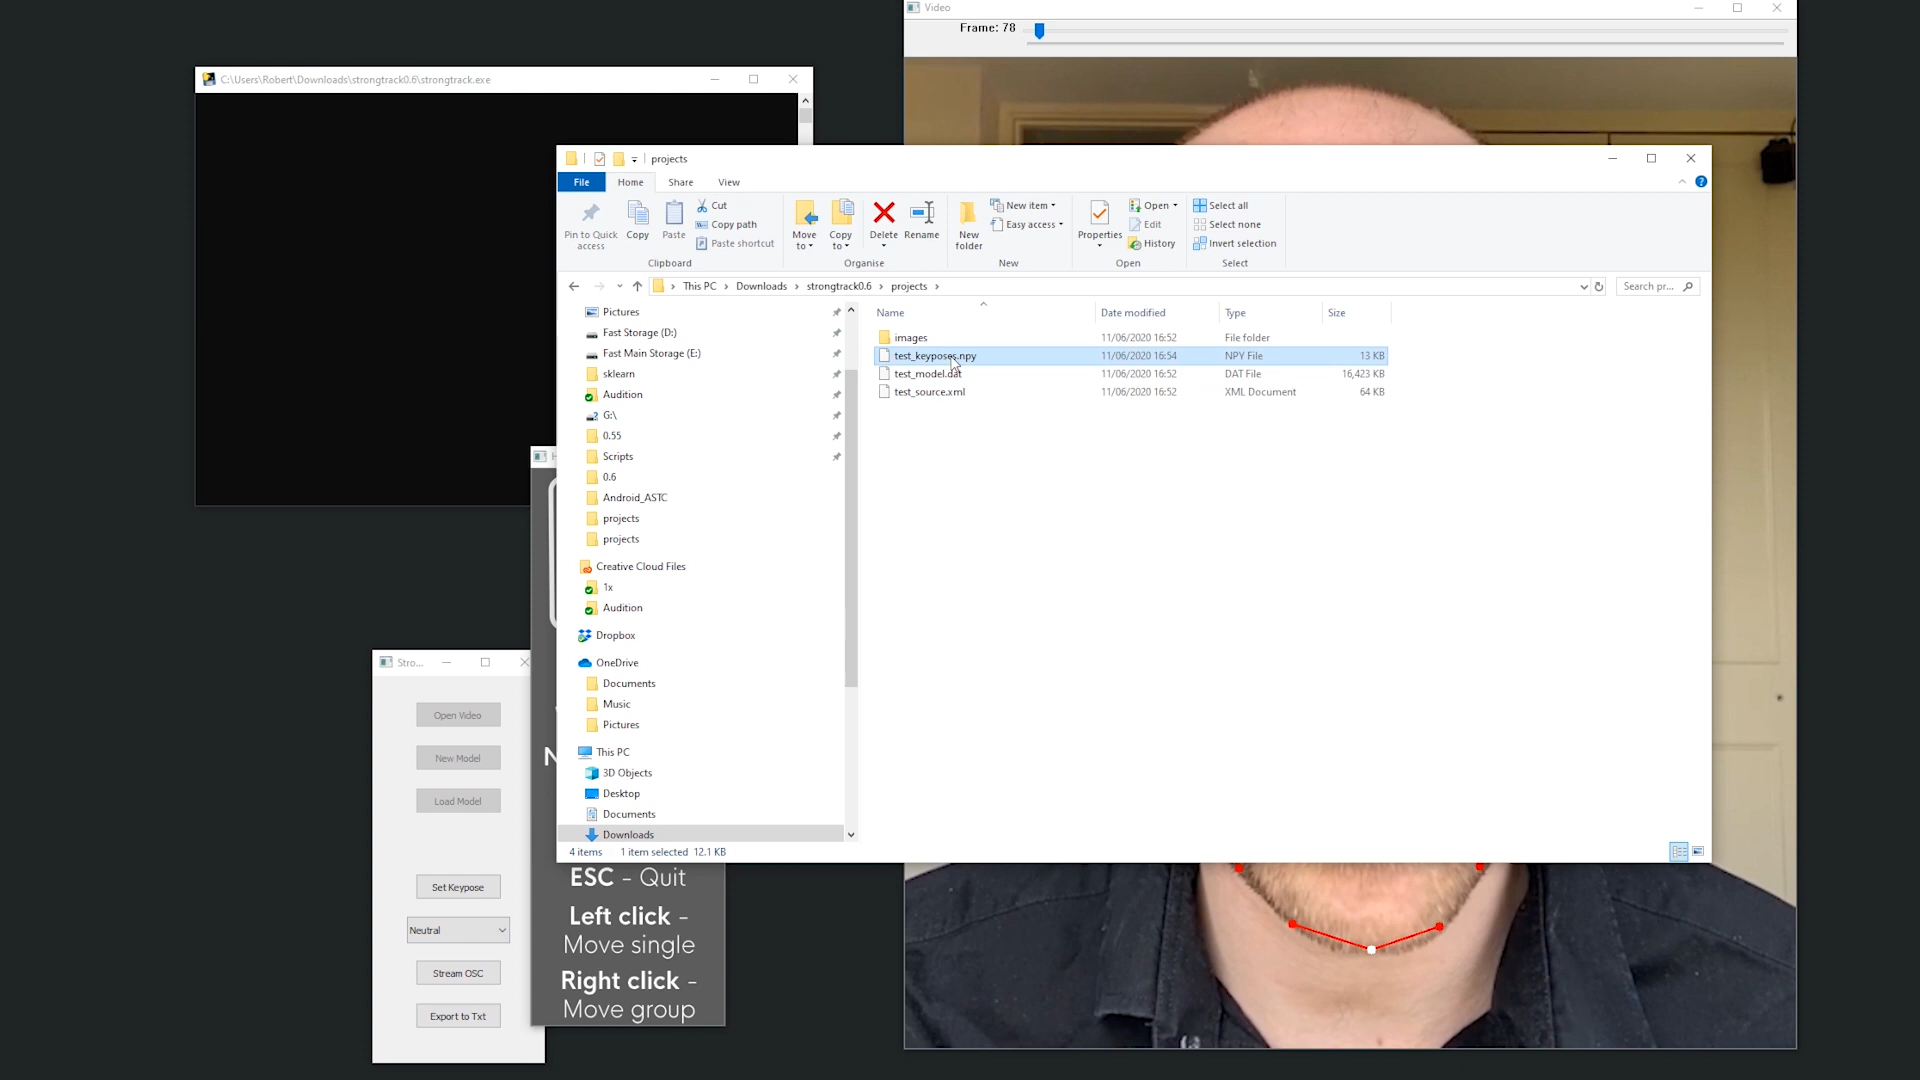 Video
Frame: 78
C:\Users\Robert\Downloads\strongtrack0.6\strongtrack.exe
projects
File
Home
Share
View
Pin to Quick access
Copy
Paste
Cut
Copy path
Paste shortcut
Clipboard
Move to
Copy to
Delete
Rename
Organise
New folder
New item
Easy access
New
Properties
Open
Edit
History
Open
Select all
Select none
Invert selection
Select
This PC > Downloads > strongtrack0.6 > projects >
Search pr...
Name
Date modified
Type
Size
images 11/06/2020 16:52 File folder
test_keyposes.npy 11/06/2020 16:54 NPY File 13 KB
test_model.dat 11/06/2020 16:52 DAT File 16,423 KB
test_source.xml 11/06/2020 16:52 XML Document 64 KB
Pictures
Fast Storage (D:)
Fast Main Storage (E:)
sklearn
Audition
G:\
0.55
Scripts
0.6
Android_ASTC
projects
projects
Creative Cloud Files
1x
Audition
Dropbox
OneDrive
Documents
Music
Pictures
This PC
3D Objects
Desktop
Documents
Downloads
4 items 1 item selected 12.1 KB
Stro...
Open Video
New Model
Load Model
Set Keypose
Neutral
Stream OSC
Export to Txt
N
ESC - Quit
Left click -
Move single
Right click -
Move group